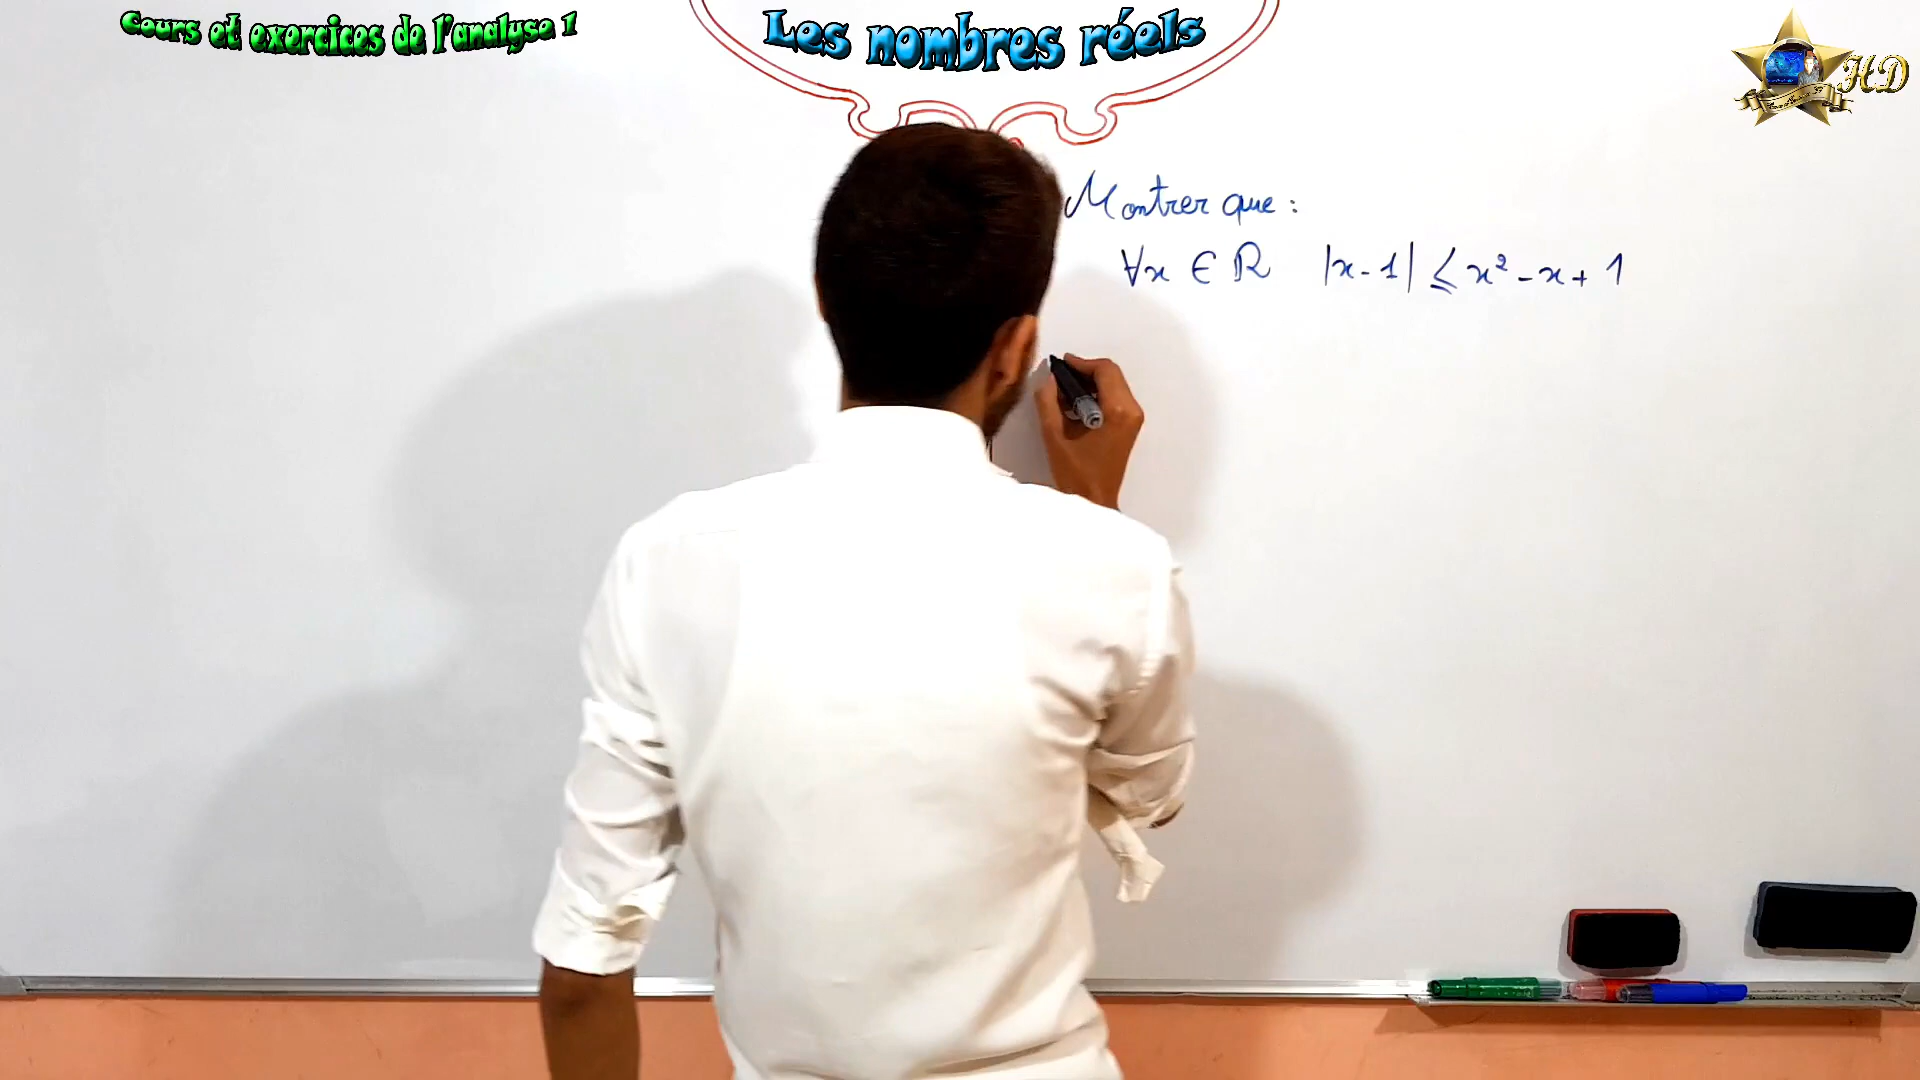 Cours et exercices de l'analyse 1
Les nombres réels
HD
Montrer que :
∀x ∈ ℝ |x-1| ≤ x² - x + 1